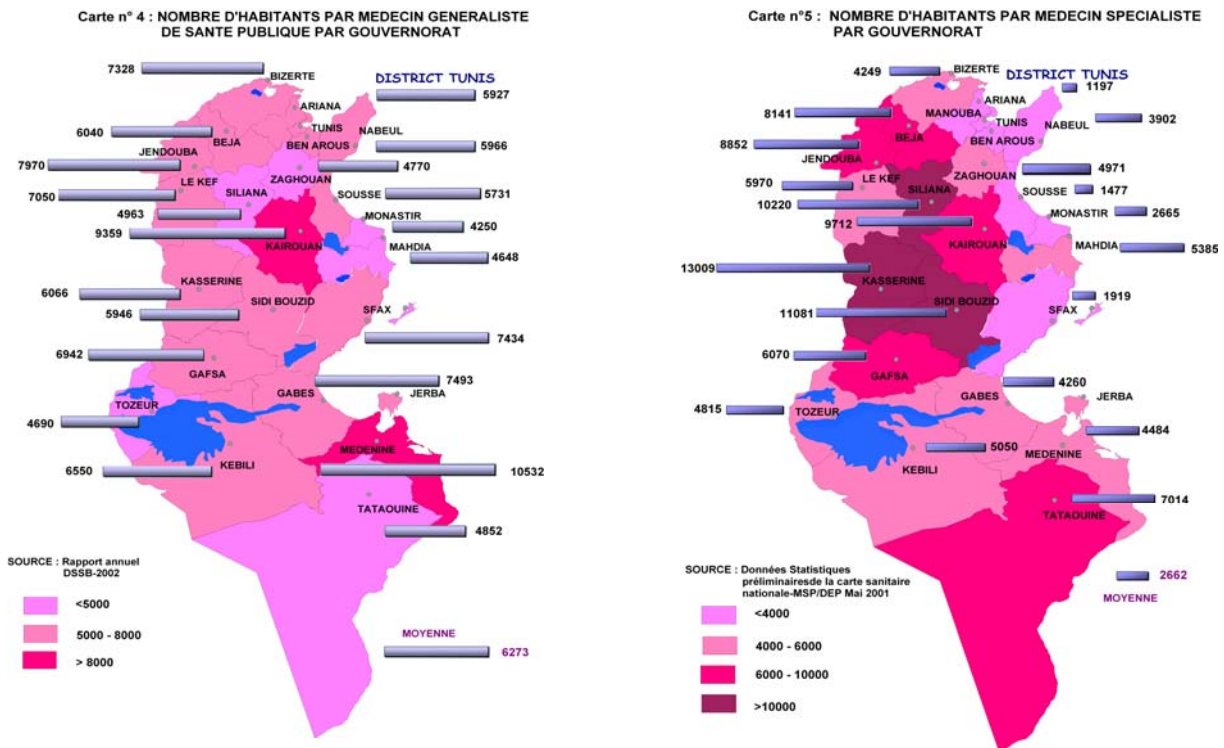 Carte n° 4 : NOMBRE D'HABITANTS PAR MEDECIN GENERALISTE
DE SANTE PUBLIQUE PAR GOUVERNORAT
7328
BIZERTE
DISTRICT TUNIS
5927
ARIANA
6040
BEJA
TUNIS
NABEUL
BEN AROUS
5966
JENDOUBA
7970
ZAGHOUAN
4770
LE KEF
7050
SILIANA
SOUSSE
5731
4963
MONASTIR
4250
9359
KAIROUAN
MAHDIA
4648
KASSERINE
6066
SIDI BOUZID
5946
SFAX
7434
6942
GAFSA
7493
GABES
JERBA
TOZEUR
4690
MEDENINE
6550
KEBILI
10532
TATAOUINE
4852
SOURCE : Rapport annuel
DSSB-2002
<5000
5000 - 8000
> 8000
MOYENNE
6273
Carte n°5 : NOMBRE D'HABITANTS PAR MEDECIN SPECIALISTE
PAR GOUVERNORAT
4249
BIZERTE
DISTRICT TUNIS
1197
ARIANA
8141
MANOUBA
TUNIS
NABEUL
3902
BEJA
BEN AROUS
8852
JENDOUBA
ZAGHOUAN
4971
5970
LE KEF
SILIANA
SOUSSE
1477
10220
MONASTIR
2665
9712
KAIROUAN
MAHDIA
5385
13009
KASSERINE
SIDI BOUZID
1919
SFAX
11081
6070
GAFSA
4260
GABES
JERBA
4815
TOZEUR
4484
5050
MEDENINE
KEBILI
7014
TATAOUINE
SOURCE : Données Statistiques
préliminairesde la carte sanitaire
nationale-MSP/DEP Mai 2001
<4000
4000 - 6000
6000 - 10000
>10000
2662
MOYENNE